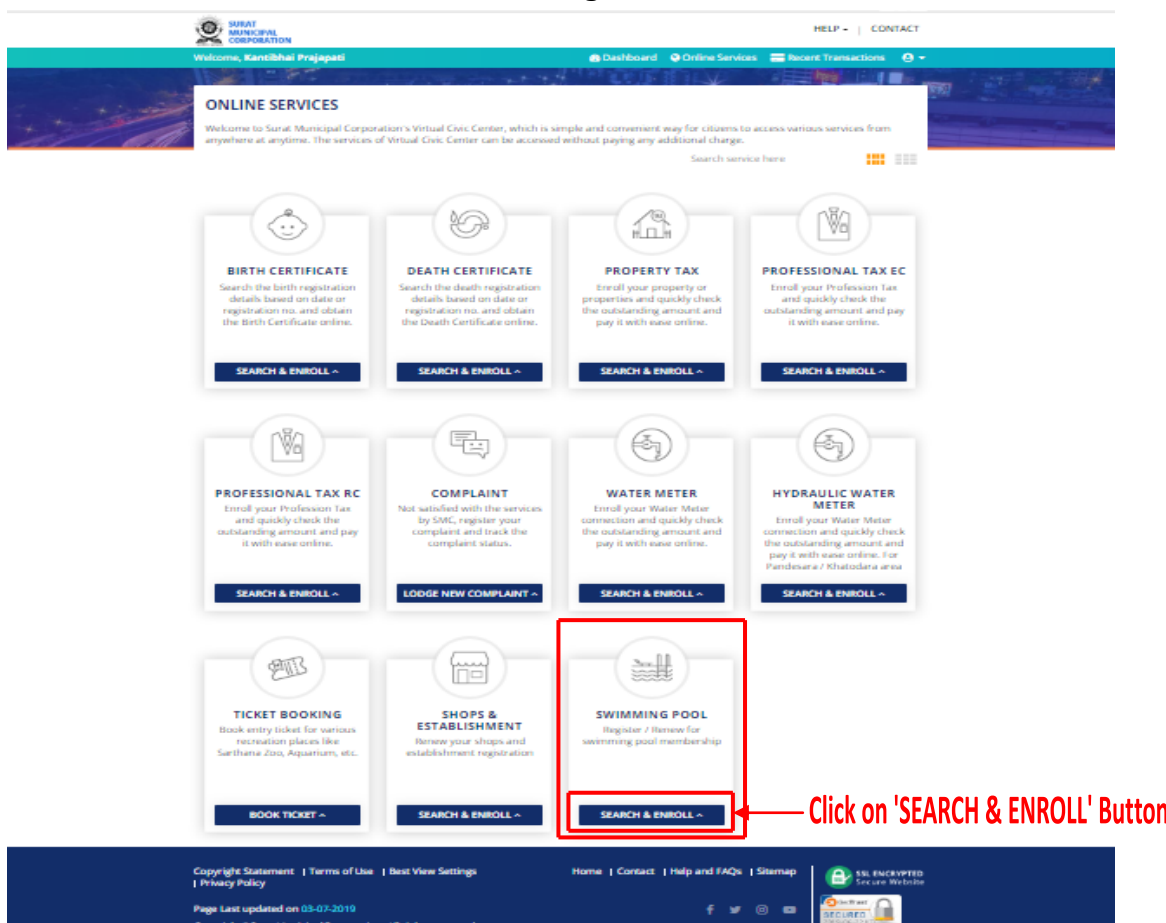 SURAT
MUNICIPAL
CORPORATION
HELP | CONTACT
Welcome, Kantibhai Prajapati
Dashboard Online Services Recent Transactions
ONLINE SERVICES
Welcome to Surat Municipal Corporation's Virtual Civic Center, which is simple and convenient way for citizens to access various services from
anywhere at anytime. The services of Virtual Civic Center can be accessed without paying any additional charge.
Search service here
BIRTH CERTIFICATE
Search the birth registration
details based on date or
registration no. and obtain
the Birth Certificate online.
SEARCH & ENROLL
DEATH CERTIFICATE
Search the death registration
details based on date or
registration no. and obtain
the Death Certificate online.
SEARCH & ENROLL
PROPERTY TAX
Enroll your property or
properties and quickly check
the outstanding amount and
pay it with ease online.
SEARCH & ENROLL
PROFESSIONAL TAX EC
Enroll your Profession Tax
and quickly check the
outstanding amount and pay
it with ease online.
SEARCH & ENROLL
PROFESSIONAL TAX RC
Enroll your Profession Tax
and quickly check the
outstanding amount and pay
it with ease online.
SEARCH & ENROLL
COMPLAINT
Not satisfied with the services
by SMC, register your
complaint and track the
complaint status.
LODGE NEW COMPLAINT
WATER METER
Enroll your Water Meter
connection and quickly check
the outstanding amount and
pay it with ease online.
SEARCH & ENROLL
HYDRAULIC WATER
METER
Enroll your Water Meter
connection and quickly check
the outstanding amount and
pay it with ease online. For
Pandesara / Khatodara area
SEARCH & ENROLL
TICKET BOOKING
Book entry ticket for various
recreation places like
Sarthana Zoo, Aquarium, etc.
BOOK TICKET
SHOPS &
ESTABLISHMENT
Renew your shops and
establishment registration
SEARCH & ENROLL
SWIMMING POOL
Register / Renew for
swimming pool membership
SEARCH & ENROLL
Click on 'SEARCH & ENROLL' Button
Copyright Statement | Terms of Use | Best View Settings
| Privacy Policy
Home | Contact | Help and FAQs | Sitemap
SSL ENCRYPTED
Secure Website
Page Last updated on 03-07-2019
SECURED